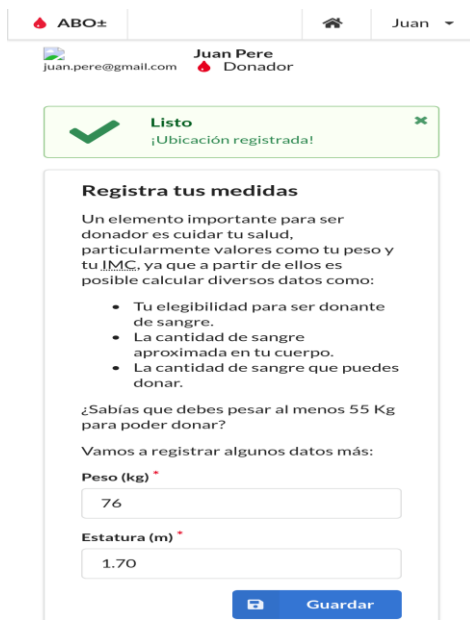 ABO± Juan
juan.pere@gmail.com
Juan Pere
Donador
Listo
¡Ubicación registrada!
Registra tus medidas
Un elemento importante para ser
donador es cuidar tu salud,
particularmente valores como tu peso y
tu IMC, ya que a partir de ellos es
posible calcular diversos datos como:
• Tu elegibilidad para ser donante
de sangre.
• La cantidad de sangre
aproximada en tu cuerpo.
• La cantidad de sangre que puedes
donar.
¿Sabías que debes pesar al menos 55 Kg
para poder donar?
Vamos a registrar algunos datos más:
Peso (kg) *
76
Estatura (m) *
1.70
Guardar